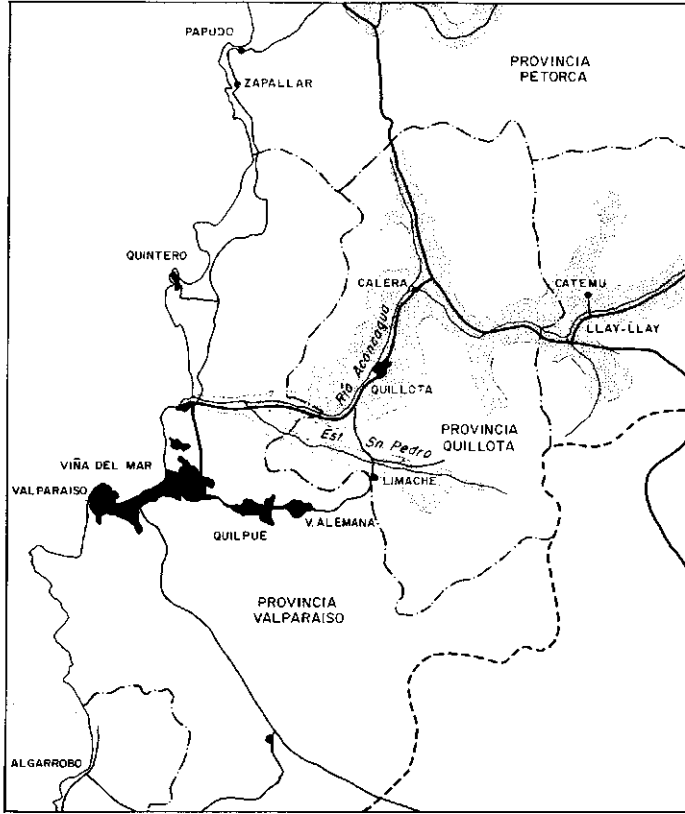 PAPUDO
PROVINCIA
PETORCA
ZAPALLAR
QUINTERO
CALERA
CATEMU
LLAY-LLAY
Río Aconcagua
QUILLOTA
PROVINCIA
QUILLOTA
Est. Sn. Pedro
VIÑA DEL MAR
VALPARAISO
LIMACHE
QUILPUE
V. ALEMANA
PROVINCIA
VALPARAISO
ALGARROBO